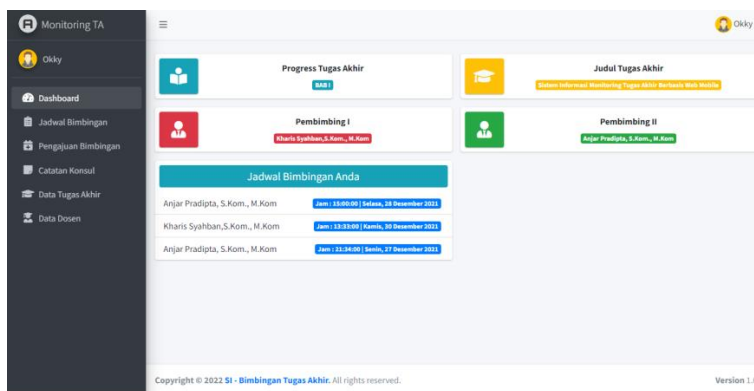 Monitoring TA
Okky
Okky
Dashboard
Jadwal Bimbingan
Pengajuan Bimbingan
Catatan Konsul
Data Tugas Akhir
Data Dosen
Progress Tugas Akhir
BAB I
Judul Tugas Akhir
Sistem Informasi Monitoring Tugas Akhir Berbasis Web Mobile
Pembimbing I
Kharis Syahban,S.Kom., M.Kom
Pembimbing II
Anjar Pradipta, S.Kom., M.Kom
Jadwal Bimbingan Anda
Anjar Pradipta, S.Kom., M.Kom Jam : 15:00:00 | Selasa, 28 Desember 2021
Kharis Syahban,S.Kom., M.Kom Jam : 13:33:00 | Kamis, 30 Desember 2021
Anjar Pradipta, S.Kom., M.Kom Jam : 21:34:00 | Senin, 27 Desember 2021
Copyright © 2022 SI - Bimbingan Tugas Akhir. All rights reserved.
Version